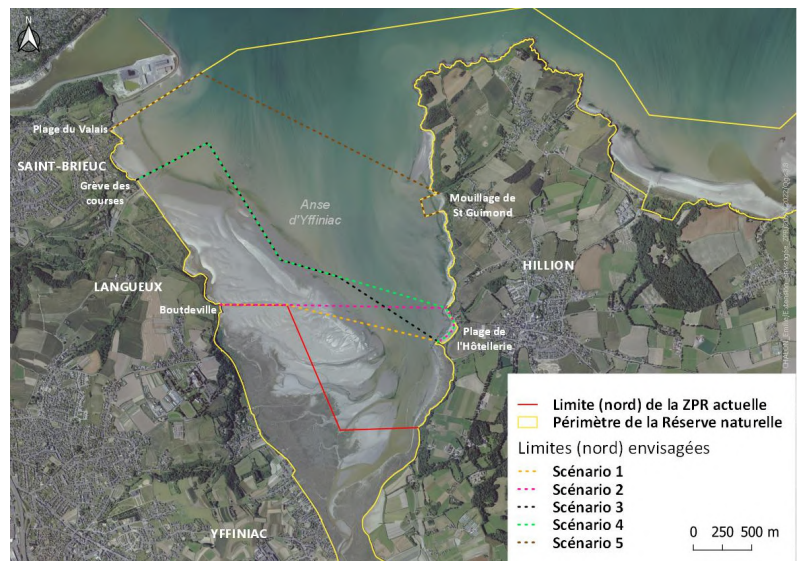 N
Plage du Valais
SAINT-BRIEUC
Grève des
courses
Anse
d'Yffiniac
Mouillage de
St Guimond
HILLION
LANGUEUX
Boutdeville
Plage de
l'Hôtellerie
YFFINIAC
Limite (nord) de la ZPR actuelle
Périmètre de la Réserve naturelle
Limites (nord) envisagées
Scénario 1
Scénario 2
Scénario 3
Scénario 4
Scénario 5
0 250 500 m